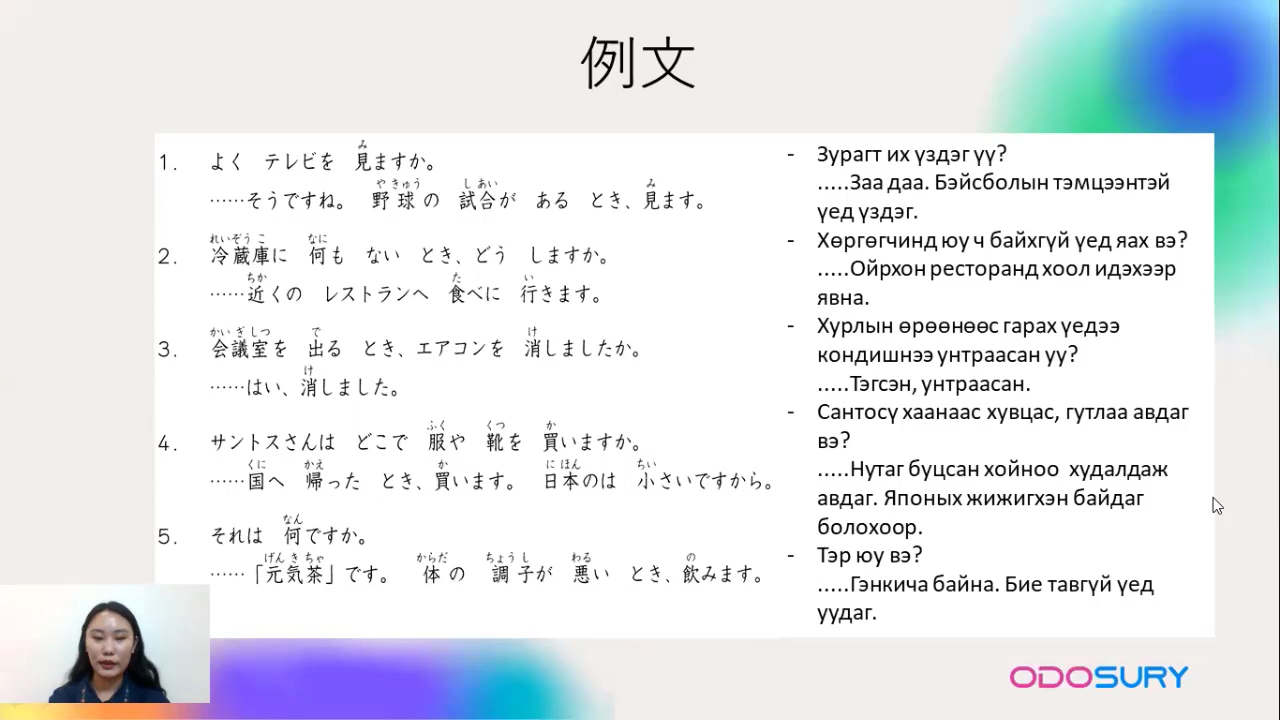 例文
1. よく テレビを 見ますか。
……そうですね。 野球の 試合が ある とき、見ます。
2. 冷蔵庫に 何も ない とき、どう しますか。
……近くの レストランへ 食べに 行きます。
3. 会議室を 出る とき、エアコンを 消しましたか。
……はい、消しました。
4. サントスさんは どこで 服や 靴を 買いますか。
……国へ 帰った とき、買います。 日本のは 小さいですから。
5. それは 何ですか。
……「元気茶」です。 体の 調子が 悪い とき、飲みます。
- Зурагт их үздэг үү?
.....Заа даа. Бэйсболын тэмцээнтэй
үед үздэг.
- Хөргөгчинд юу ч байхгүй үед яах вэ?
.....Ойрхон ресторанд хоол идэхээр
явна.
- Хурлын өрөөнөөс гарах үедээ
кондишнээ унтраасан уу?
.....Тэгсэн, унтраасан.
- Сантосү хаанаас хувцас, гутлаа авдаг
вэ?
.....Нутаг буцсан хойноо худалдаж
авдаг. Японых жижигхэн байдаг
болохоор.
- Тэр юу вэ?
.....Гэнкича байна. Бие тавгүй үед
уудаг.
ODOSURY